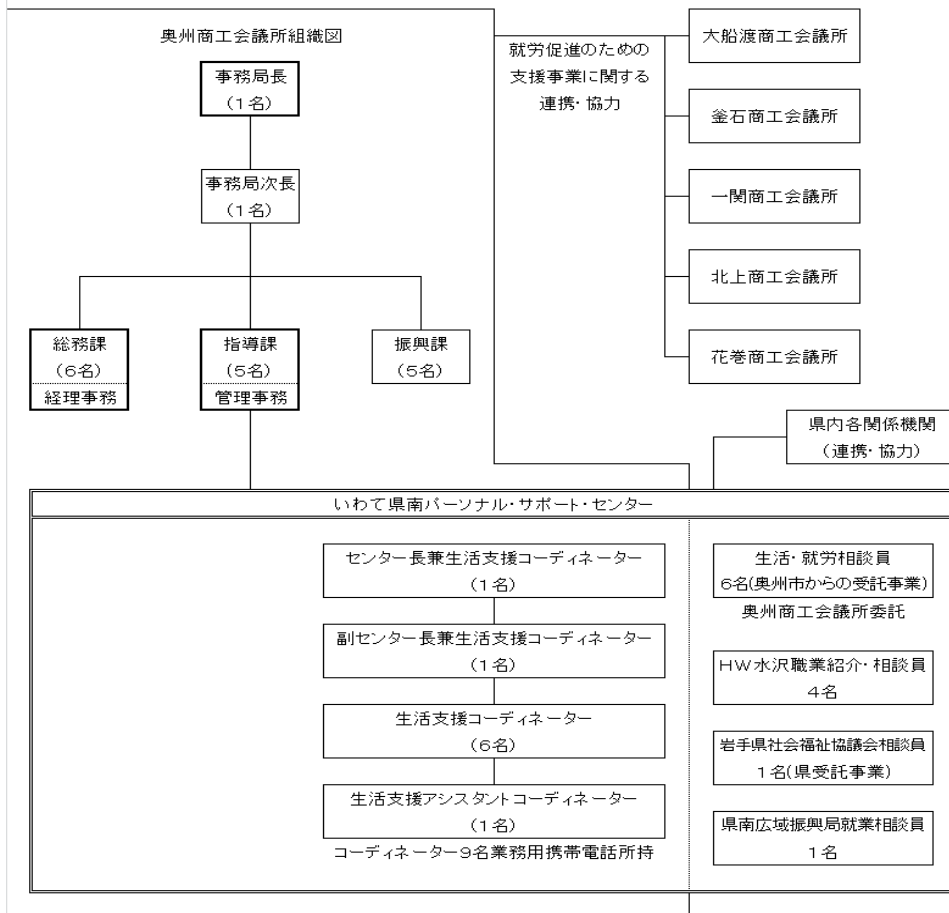 奥州商工会議所組織図
事務局長
(1名)
事務局次長
(1名)
総務課
(6名)
経理事務
指導課
(5名)
管理事務
振興課
(5名)
就労促進のための
支援事業に関する
連携・協力
大船渡商工会議所
釜石商工会議所
一関商工会議所
北上商工会議所
花巻商工会議所
県内各関係機関
(連携・協力)
いわて県南パーソナル・サポート・センター
センター長兼生活支援コーディネーター
(1名)
副センター長兼生活支援コーディネーター
(1名)
生活支援コーディネーター
(6名)
生活支援アシスタントコーディネーター
(1名)
コーディネーター9名業務用携帯電話所持
生活・就労相談員
6名(奥州市からの受託事業)
奥州商工会議所委託
HW水沢職業紹介・相談員
4名
岩手県社会福祉協議会相談員
1名(県受託事業)
県南広域振興局就業相談員
1名